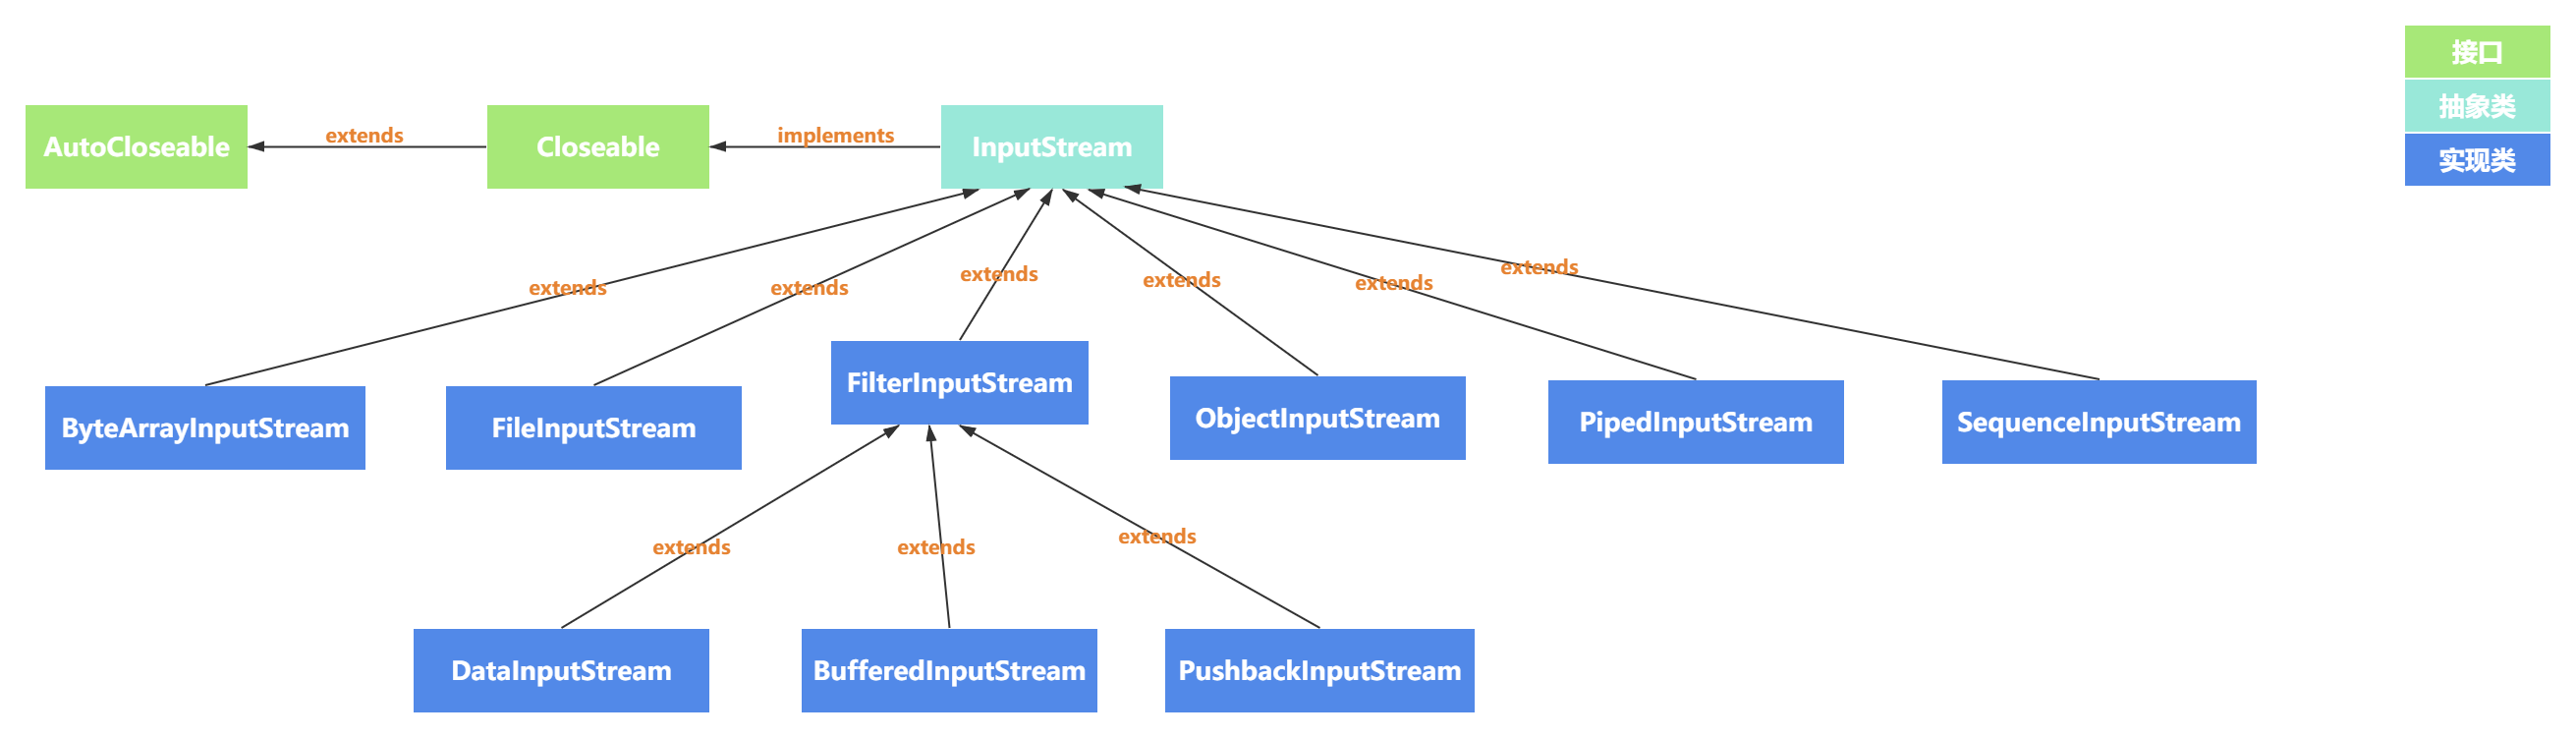 接口
抽象类
实现类
AutoCloseable
extends
Closeable
implements
InputStream
extends
extends
extends
extends
extends
extends
ByteArrayInputStream
FileInputStream
FilterInputStream
ObjectInputStream
PipedInputStream
SequenceInputStream
extends
extends
extends
DataInputStream
BufferedInputStream
PushbackInputStream